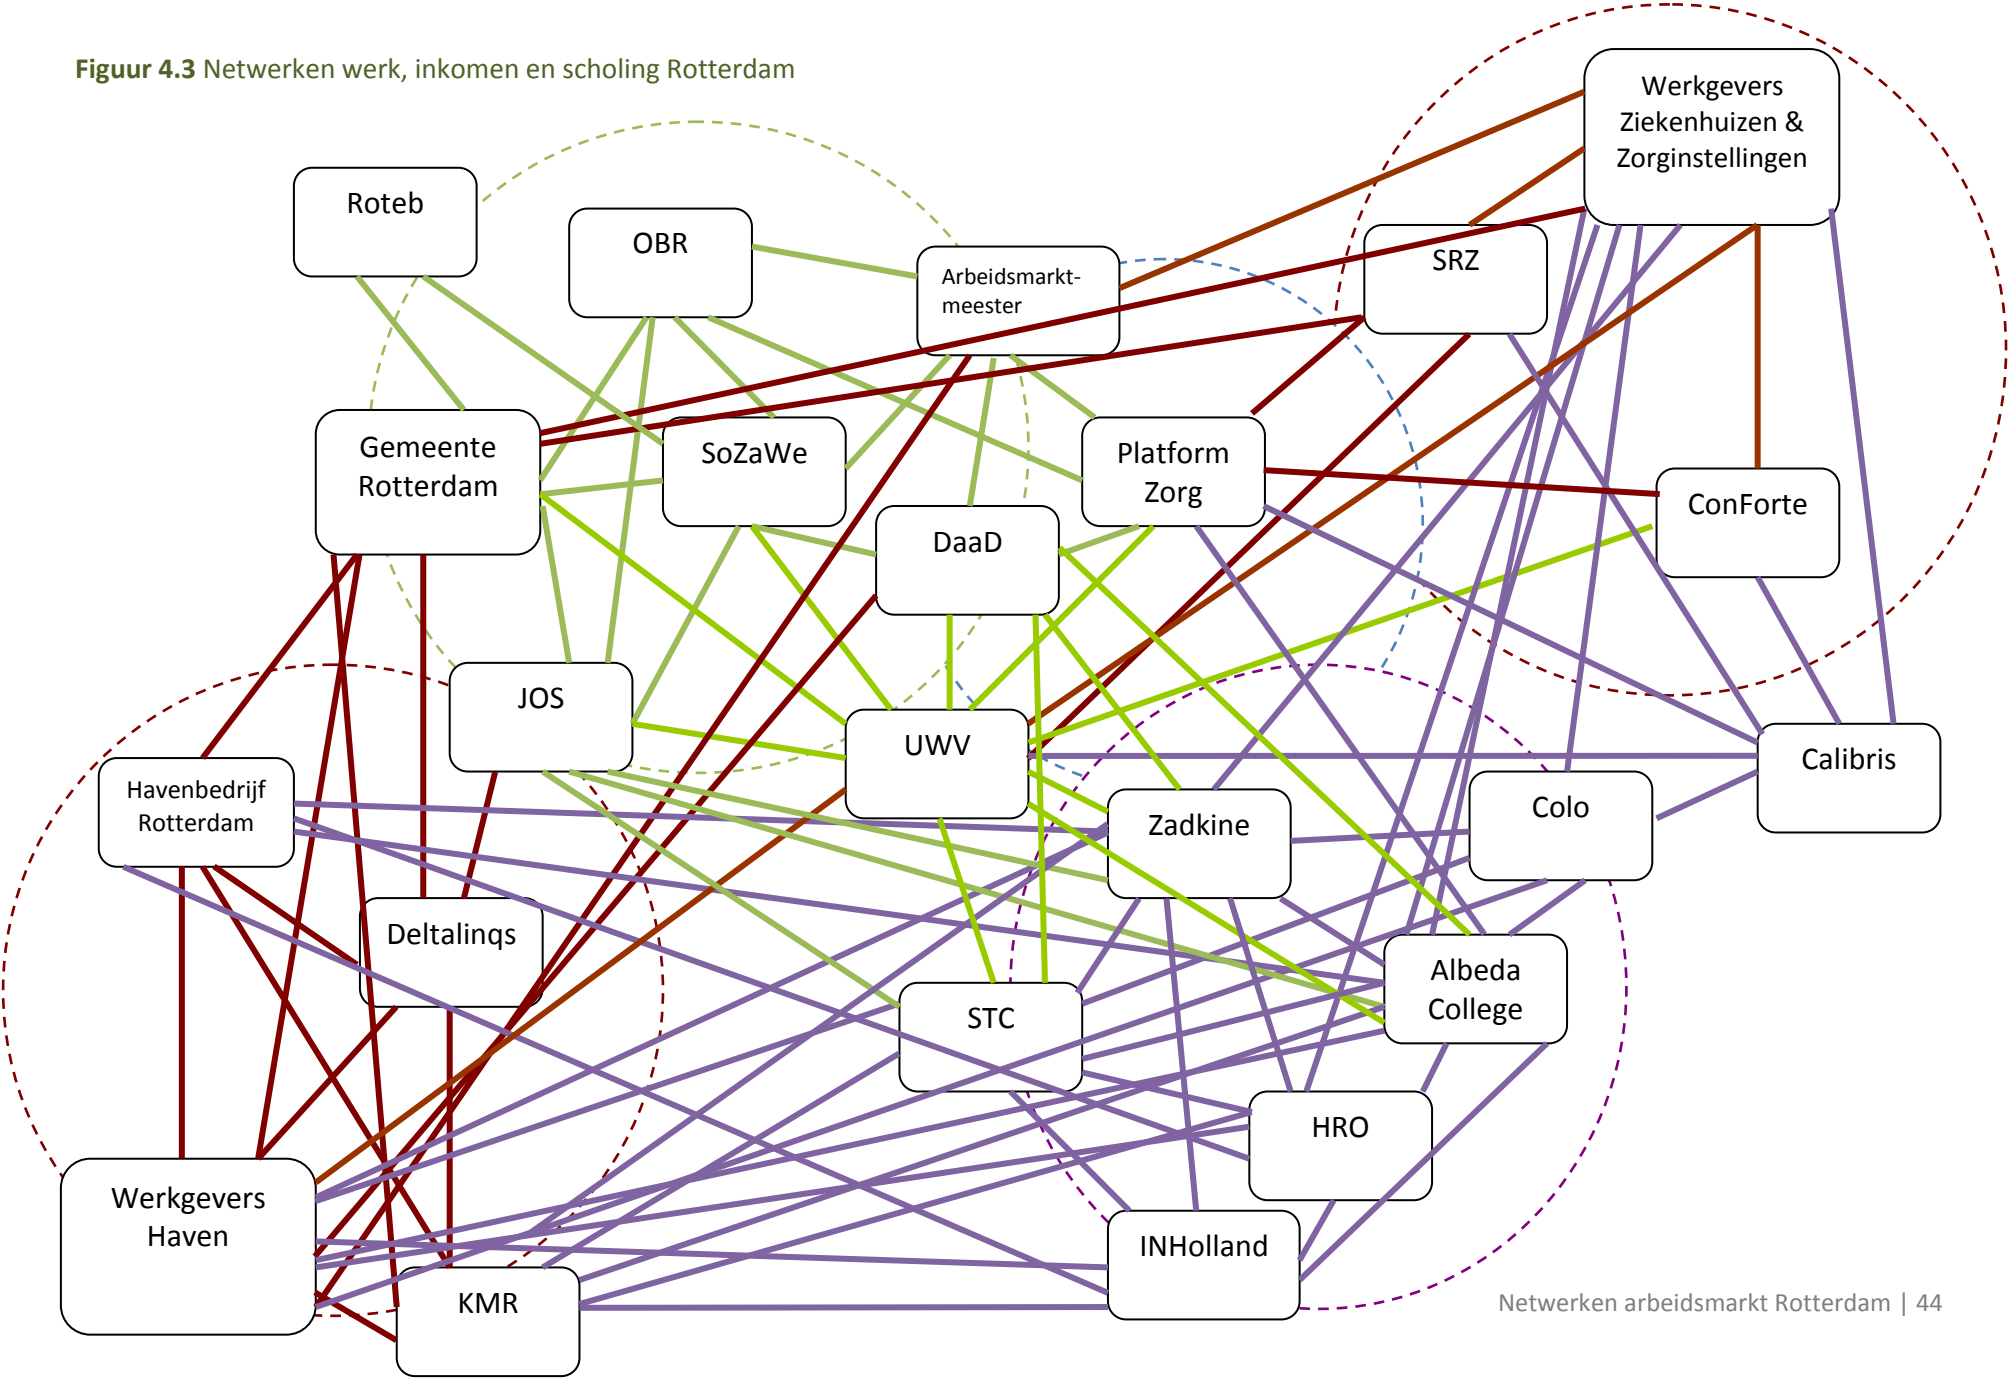 Figuur 4.3 Netwerken werk, inkomen en scholing Rotterdam
Werkgevers
Ziekenhuizen &
Zorginstellingen
Roteb
OBR
Arbeidsmarkt-
meester
SRZ
Gemeente
Rotterdam
SoZaWe
Platform
Zorg
ConForte
DaaD
JOS
UWV
Calibris
Havenbedrijf
Rotterdam
Zadkine
Colo
Deltalinqs
Albeda
College
STC
HRO
Werkgevers
Haven
INHolland
KMR
Netwerken arbeidsmarkt Rotterdam | 44